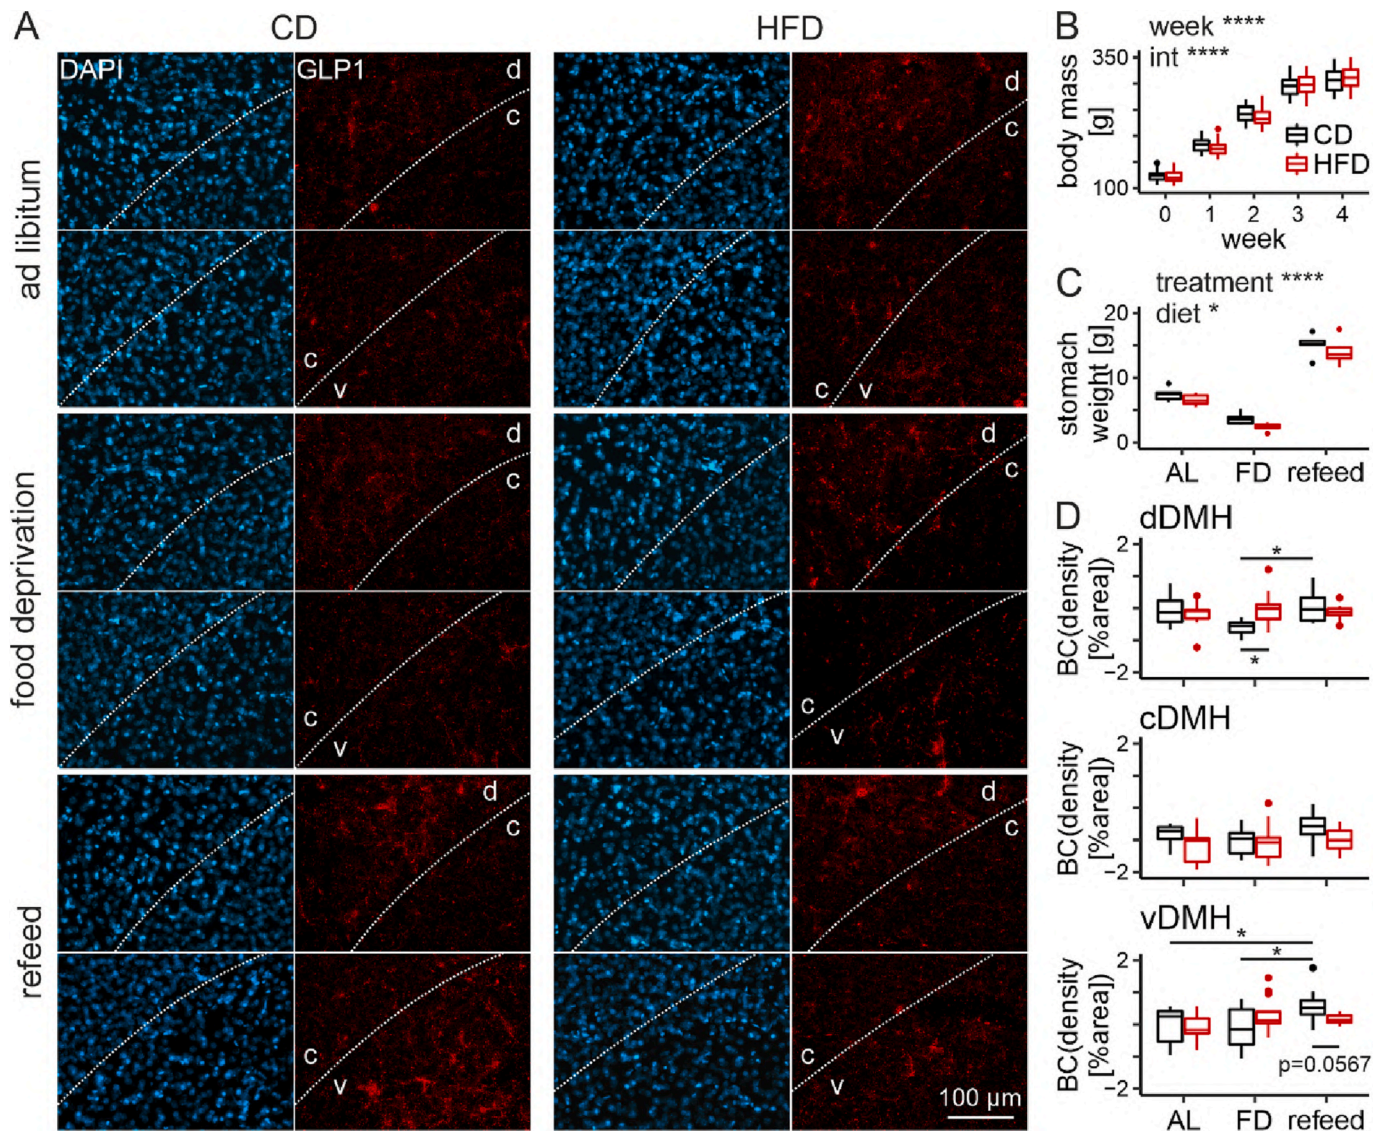 A
CD
HFD
ad libitum
food deprivation
refeed
DAPI
GLP1
d
c
d
c
c
v
c
v
d
c
d
c
c
v
c
v
d
c
d
c
c
v
c
v
100 µm
B
week ****
int ****
body mass
[g]
350
100
CD
HFD
0 1 2 3 4
week
C
treatment ****
diet *
stomach
weight [g]
20
10
0
AL FD refeed
D
dDMH
BC(density
[%area])
2
−2
*
*
cDMH
BC(density
[%area])
2
−2
vDMH
BC(density
[%area])
2
−2
*
*
p=0.0567
AL FD refeed